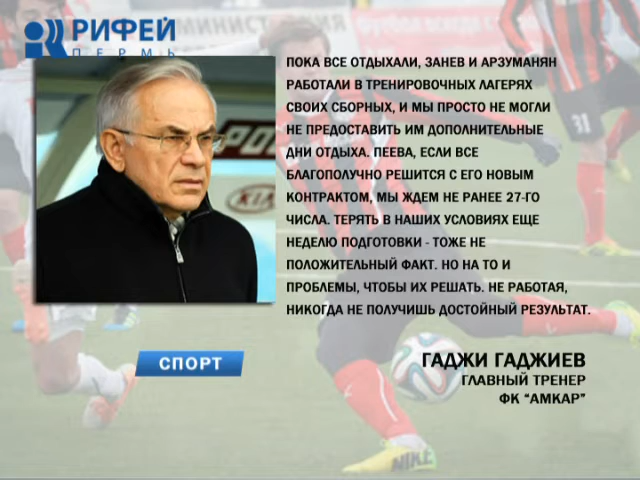 РИФЕЙ
ПЕРМЬ
ПОКА ВСЕ ОТДЫХАЛИ, ЗАНЕВ И АРЗУМАНЯН
РАБОТАЛИ В ТРЕНИРОВОЧНЫХ ЛАГЕРЯХ
СВОИХ СБОРНЫХ, И МЫ ПРОСТО НЕ МОГЛИ
НЕ ПРЕДОСТАВИТЬ ИМ ДОПОЛНИТЕЛЬНЫЕ
ДНИ ОТДЫХА. ПЕЕВА, ЕСЛИ ВСЕ
БЛАГОПОЛУЧНО РЕШИТСЯ С ЕГО НОВЫМ
КОНТРАКТОМ, МЫ ЖДЕМ НЕ РАНЕЕ 27-ГО
ЧИСЛА. ТЕРЯТЬ В НАШИХ УСЛОВИЯХ ЕЩЕ
НЕДЕЛЮ ПОДГОТОВКИ - ТОЖЕ НЕ
ПОЛОЖИТЕЛЬНЫЙ ФАКТ. НО НА ТО И
ПРОБЛЕМЫ, ЧТОБЫ ИХ РЕШАТЬ. НЕ РАБОТАЯ,
НИКОГДА НЕ ПОЛУЧИШЬ ДОСТОЙНЫЙ РЕЗУЛЬТАТ.
KIA
СПОРТ
ГАДЖИ ГАДЖИЕВ
ГЛАВНЫЙ ТРЕНЕР
ФК “АМКАР”
NIKE